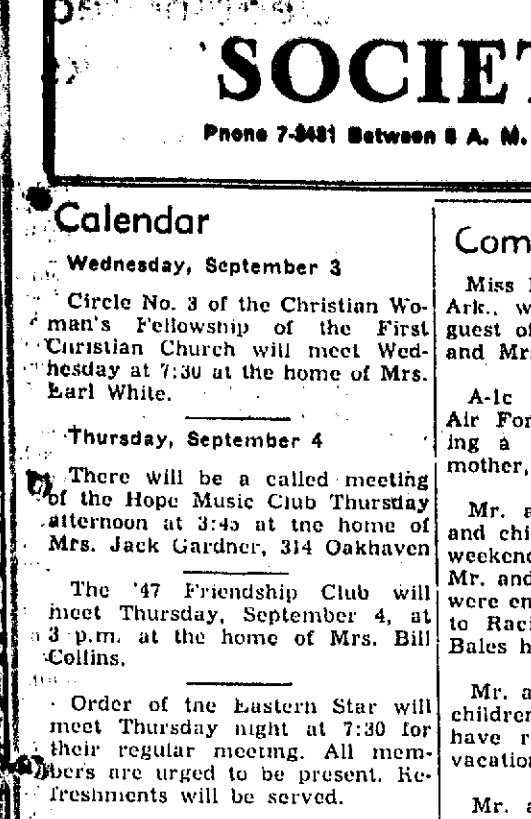 SOCIET
Phone 7-3431 Between 8 A. M.
Calendar
Wednesday, September 3
Circle No. 3 of the Christian Wo-
man's Fellowship of the First
Christian Church will meet Wed-
nesday at 7:30 at the home of Mrs.
Earl White.
Thursday, September 4
There will be a called meeting
of the Hope Music Club Thursday
afternoon at 3:45 at the home of
Mrs. Jack Gardner, 314 Oakhaven
The '47 Friendship Club will
meet Thursday, September 4, at
3 p.m. at the home of Mrs. Bill
Collins.
Order of the Eastern Star will
meet Thursday night at 7:30 for
their regular meeting. All mem-
bers are urged to be present. Re-
freshments will be served.
Com
Miss
Ark., w
guest of
and Mrs
A-1c
Air For
ing a
mother,
Mr. a
and chi
weekend
Mr. and
were en
to Raci
Bales h
Mr. a
children
have r
vacation
Mr. a